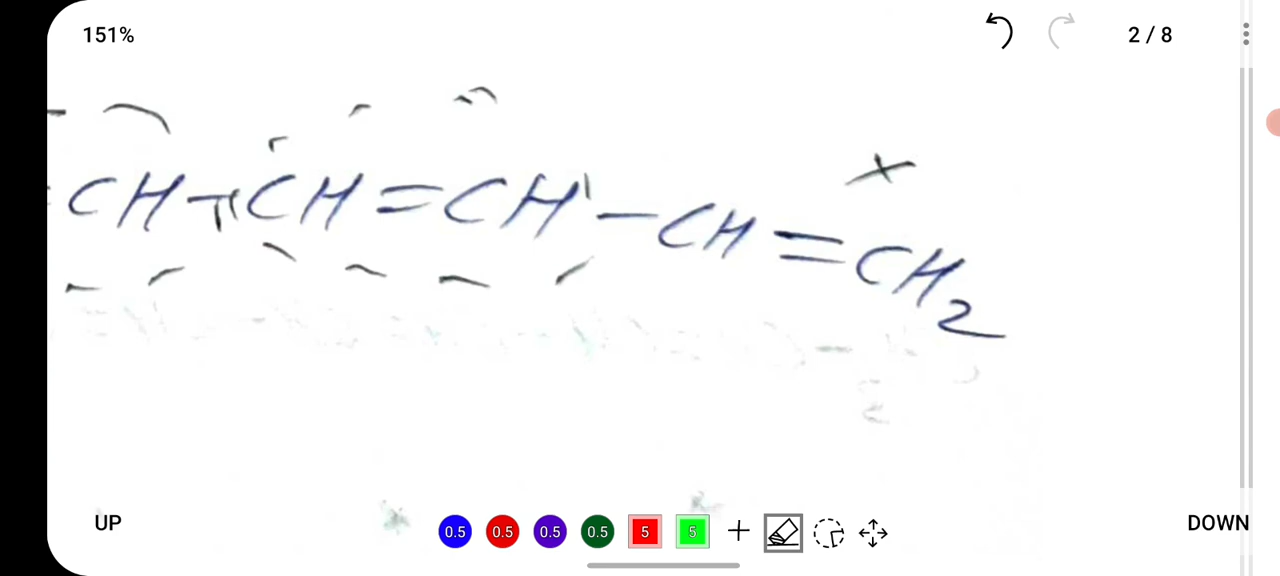 151%
2 / 8
=CH-CH=CH-CH=CH2
x
UP
0.5 0.5 0.5 0.5 5 5 +
DOWN